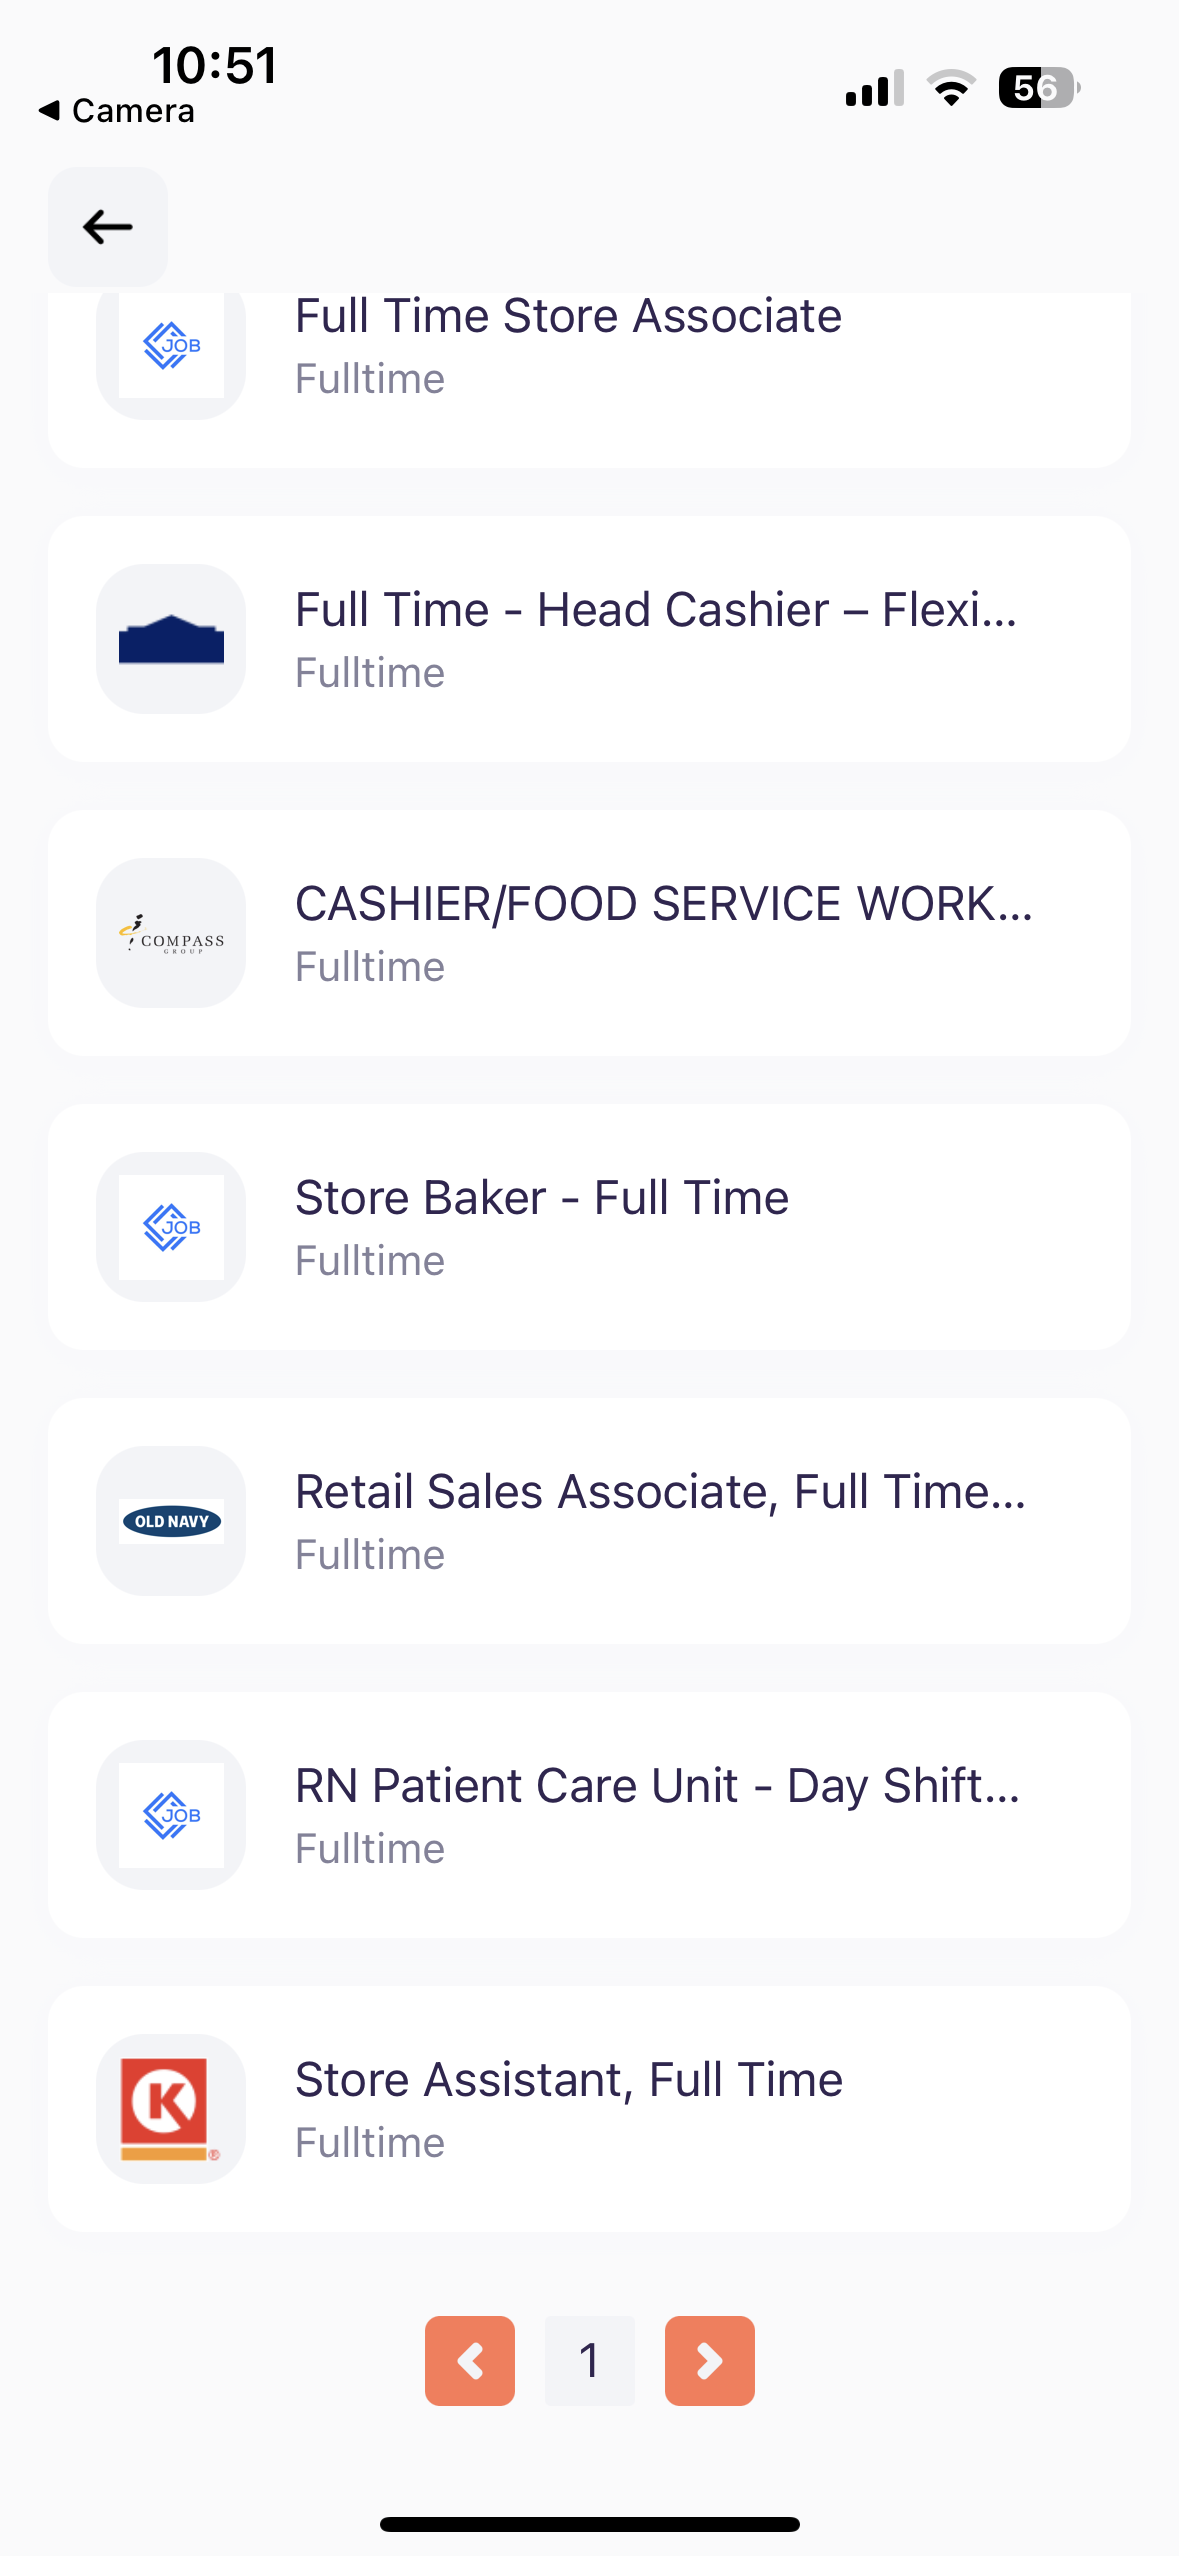 10:51
Camera
56
JOB
Full Time Store Associate
Fulltime
Full Time - Head Cashier – Flexi...
Fulltime
COMPASS
GROUP
CASHIER/FOOD SERVICE WORK...
Fulltime
JOB
Store Baker - Full Time
Fulltime
OLD NAVY
Retail Sales Associate, Full Time...
Fulltime
JOB
RN Patient Care Unit - Day Shift...
Fulltime
K
®
Store Assistant, Full Time
Fulltime
1